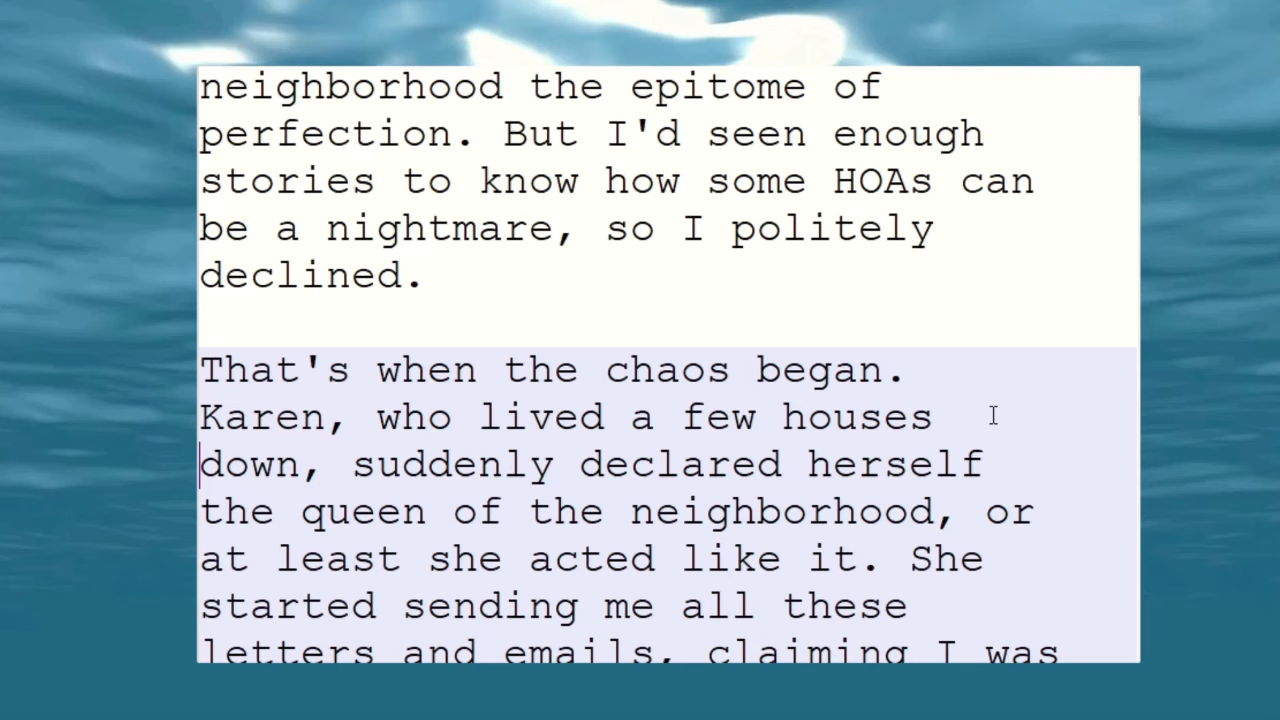 neighborhood the epitome of
perfection. But I'd seen enough
stories to know how some HOAs can
be a nightmare, so I politely
declined.
That's when the chaos began.
Karen, who lived a few houses
down, suddenly declared herself
the queen of the neighborhood, or
at least she acted like it. She
started sending me all these
letters and emails, claiming I was